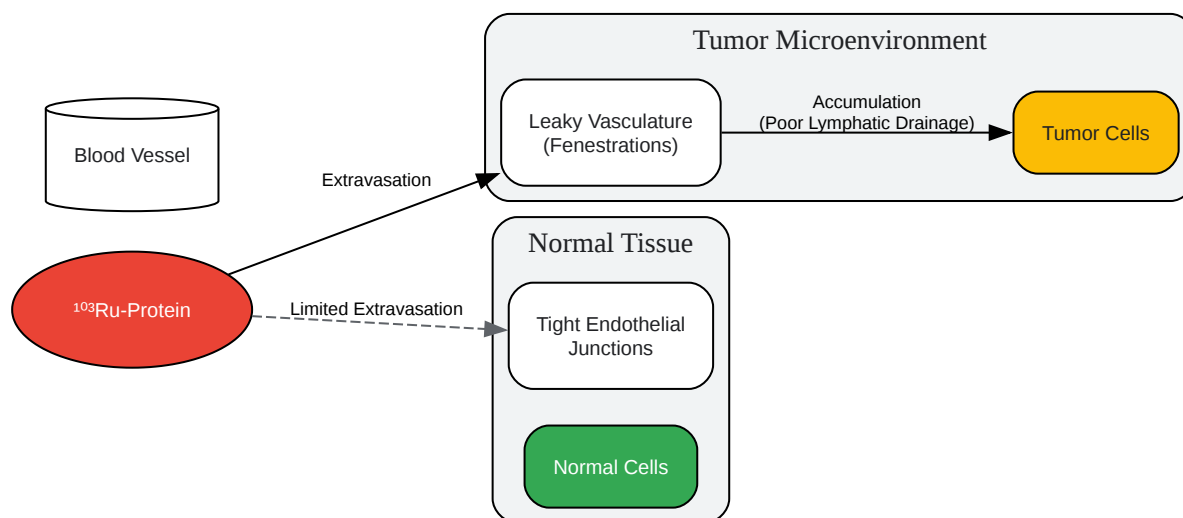 Tumor Microenvironment
Blood Vessel
Leaky Vasculature
(Fenestrations)
Accumulation
(Poor Lymphatic Drainage)
Tumor Cells
Extravasation
¹⁰³Ru-Protein
Limited Extravasation
Normal Tissue
Tight Endothelial
Junctions
Normal Cells